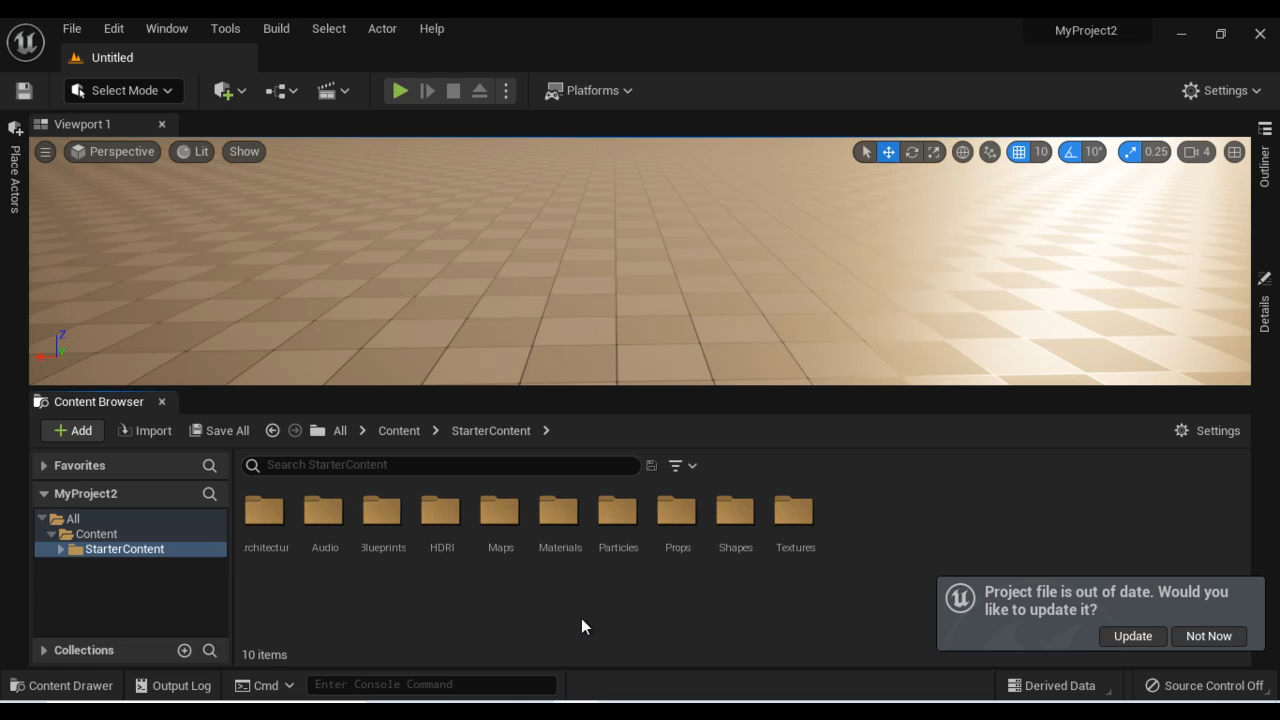 File Edit Window Tools Build Select Actor Help
MyProject2
Untitled
Select Mode
Platforms
Settings
Viewport 1
Place Actors
Perspective
Lit
Show
10
10°
0.25
4
Outliner
Details
Z
Content Browser
Add
Import
Save All
All
Content
StarterContent
Settings
Favorites
Search StarterContent
MyProject2
All
Content
StarterContent
rchitectur
Audio
Blueprints
HDRI
Maps
Materials
Particles
Props
Shapes
Textures
Project file is out of date. Would you
like to update it?
Update
Not Now
Collections
10 items
Content Drawer
Output Log
Cmd
Enter Console Command
Derived Data
Source Control Off